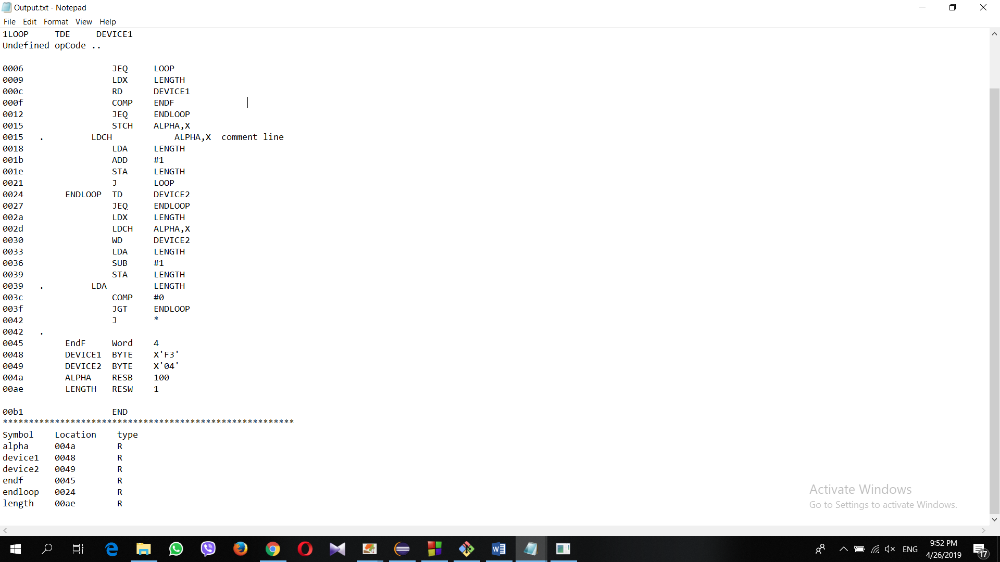 Output.txt - Notepad
File Edit Format View Help
1LOOP TDE DEVICE1
Undefined opCode ..
0006 JEQ LOOP
0009 LDX LENGTH
000c RD DEVICE1
000f COMP ENDF
0012 JEQ ENDLOOP
0015 STCH ALPHA,X
0015 . LDCH ALPHA,X comment line
0018 LDA LENGTH
001b ADD #1
001e STA LENGTH
0021 J LOOP
0024 ENDLOOP TD DEVICE2
0027 JEQ ENDLOOP
002a LDX LENGTH
002d LDCH ALPHA,X
0030 WD DEVICE2
0033 LDA LENGTH
0036 SUB #1
0039 STA LENGTH
0039 . LDA LENGTH
003c COMP #0
003f JGT ENDLOOP
0042 J *
0042 .
0045 EndF Word 4
0048 DEVICE1 BYTE X'F3'
0049 DEVICE2 BYTE X'04'
004a ALPHA RESB 100
00ae LENGTH RESW 1
00b1 END
********************************************************
Symbol Location type
alpha 004a R
device1 0048 R
device2 0049 R
endf 0045 R
endloop 0024 R
length 00ae R
Activate Windows
Go to Settings to activate Windows.
ENG
9:52 PM
4/26/2019
17